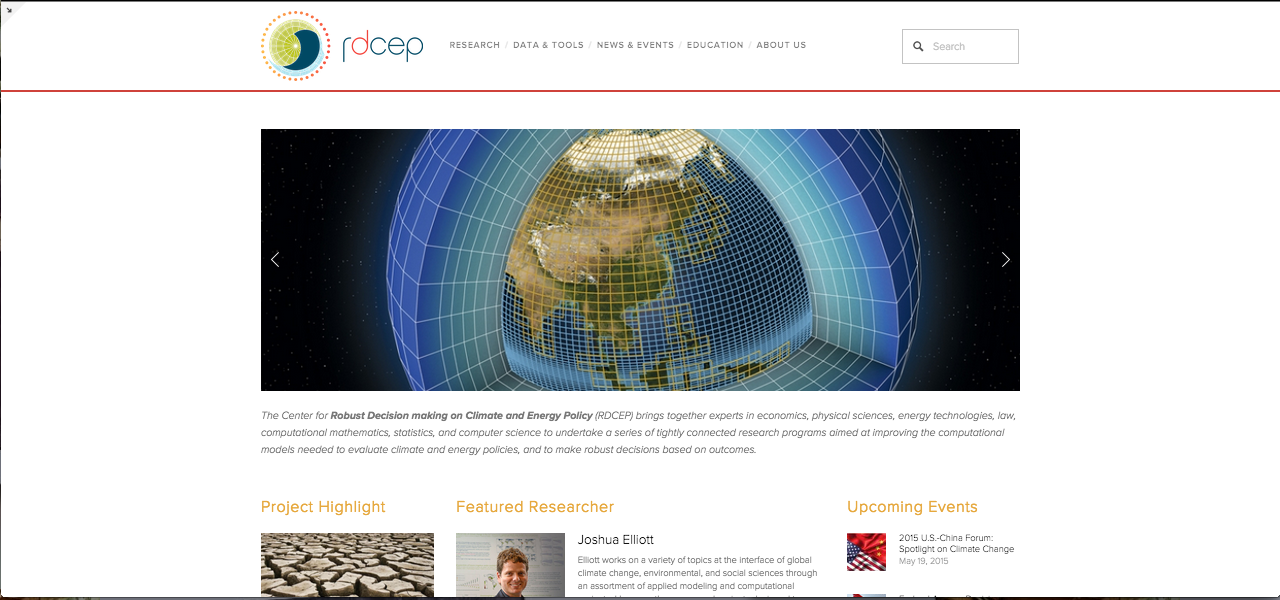 rdcep
RESEARCH / DATA & TOOLS / NEWS & EVENTS / EDUCATION / ABOUT US
Search
The Center for Robust Decision making on Climate and Energy Policy (RDCEP) brings together experts in economics, physical sciences, energy technologies, law,
computational mathematics, statistics, and computer science to undertake a series of tightly connected research programs aimed at improving the computational
models needed to evaluate climate and energy policies, and to make robust decisions based on outcomes.
Project Highlight
Featured Researcher
Joshua Elliott
Elliott works on a variety of topics at the interface of global
climate change, environmental, and social sciences through
an assortment of applied modeling and computational
Upcoming Events
2015 U.S.-China Forum:
Spotlight on Climate Change
May 19, 2015